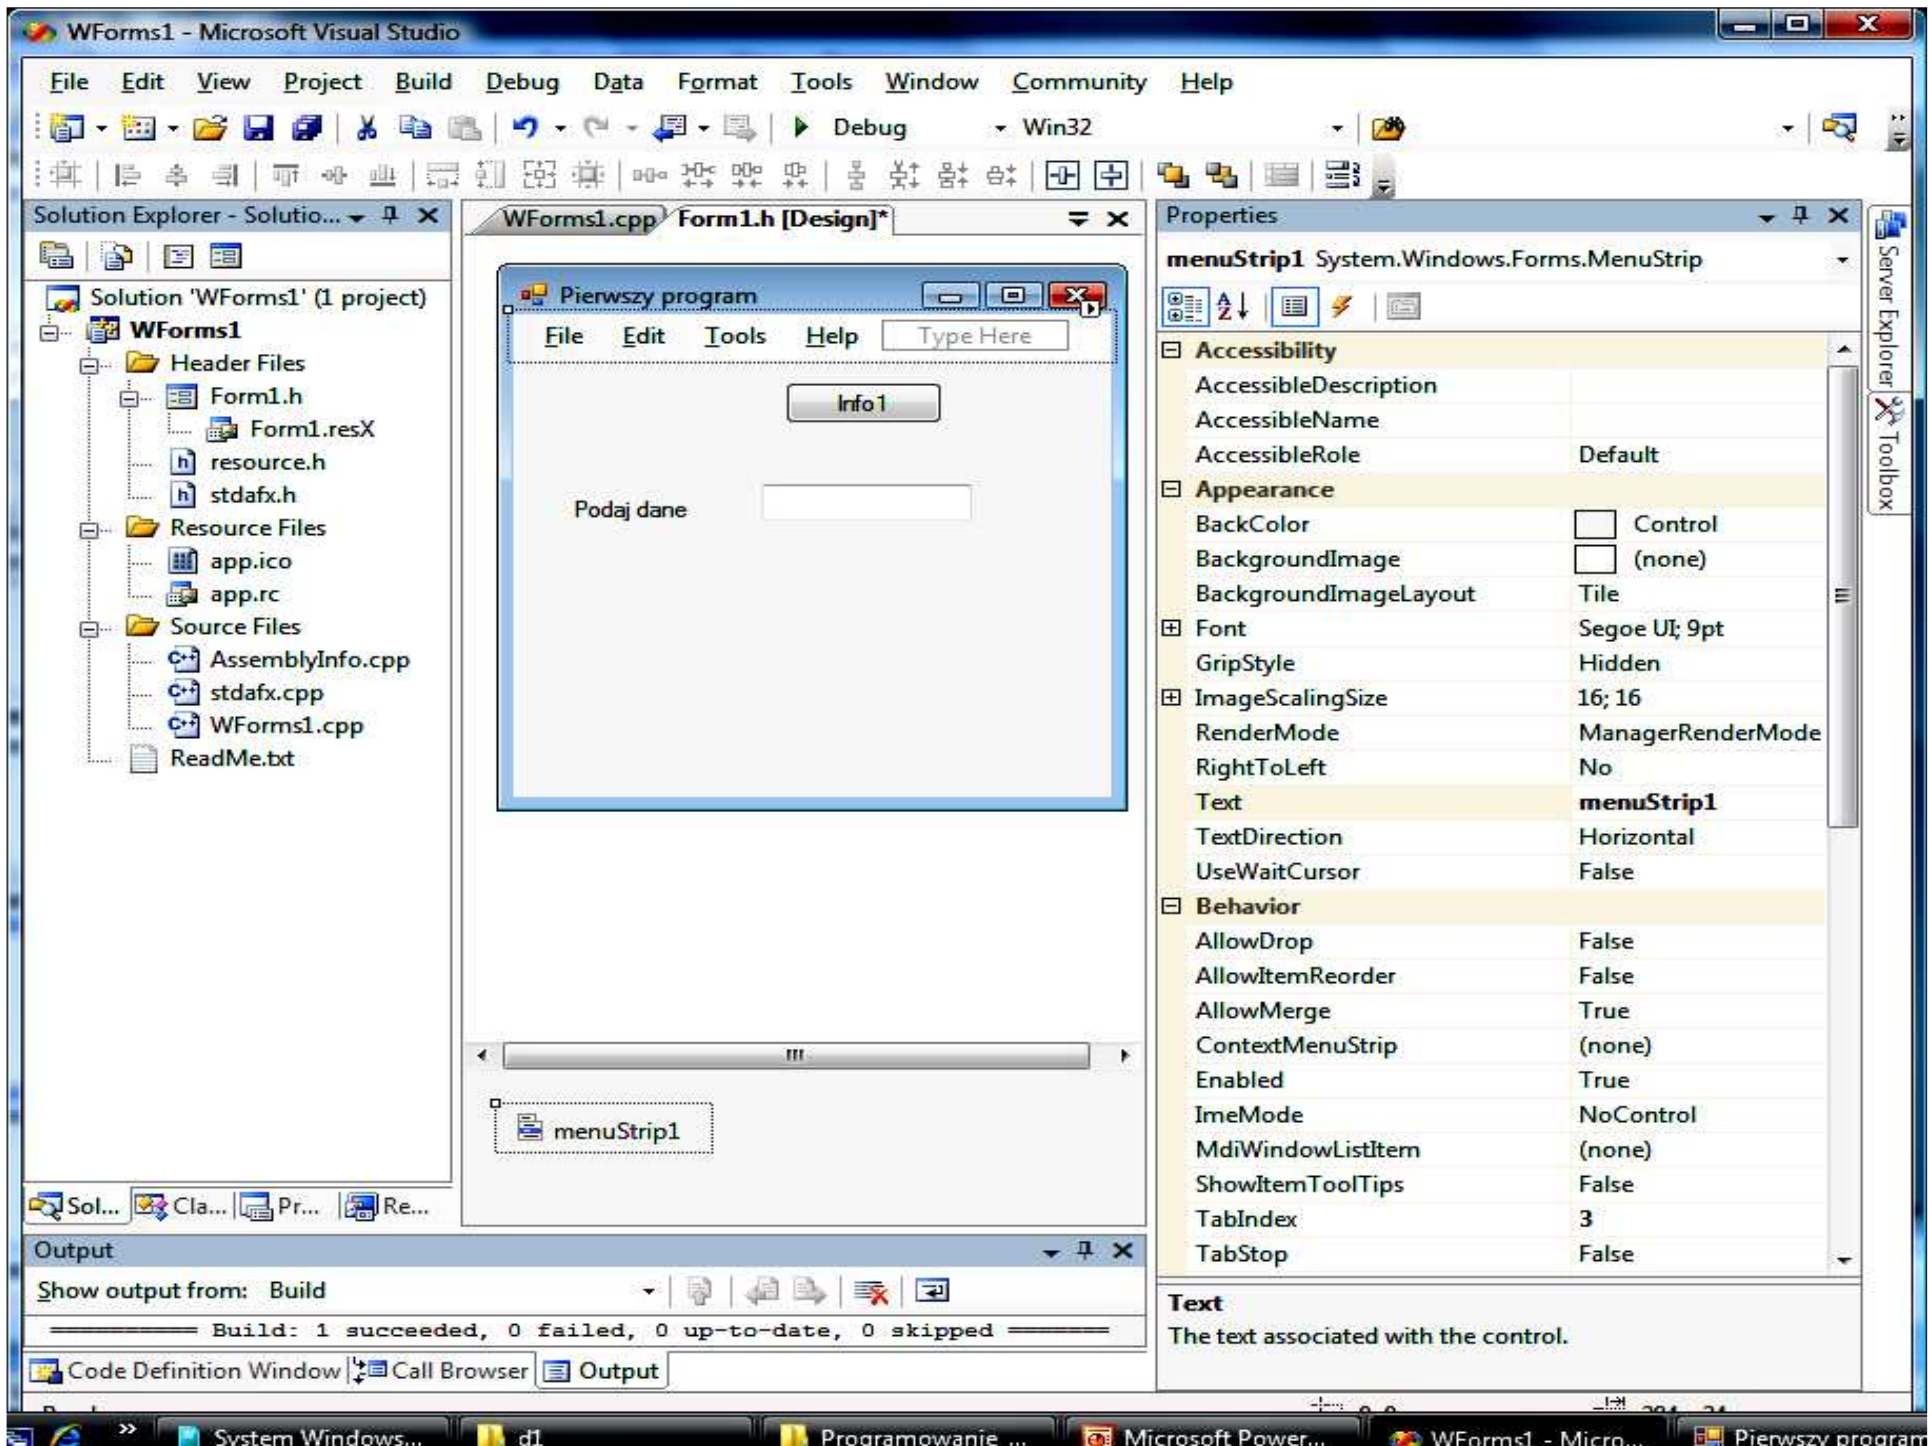 WForms1 - Microsoft Visual Studio
File Edit View Project Build Debug Data Format Tools Window Community Help
Debug Win32
Solution Explorer - Solutio...
Solution 'WForms1' (1 project)
WForms1
Header Files
Form1.h
Form1.resX
resource.h
stdafx.h
Resource Files
app.ico
app.rc
Source Files
AssemblyInfo.cpp
stdafx.cpp
WForms1.cpp
ReadMe.txt
Sol... Cla... Pr... Re...
WForms1.cpp Form1.h [Design]*
Pierwszy program
File Edit Tools Help Type Here
Info1
Podaj dane
menuStrip1
Properties
menuStrip1 System.Windows.Forms.MenuStrip
Accessibility
AccessibleDescription
AccessibleName
AccessibleRole Default
Appearance
BackColor Control
BackgroundImage (none)
BackgroundImageLayout Tile
Font Segoe UI; 9pt
GripStyle Hidden
ImageScalingSize 16; 16
RenderMode ManagerRenderMode
RightToLeft No
Text menuStrip1
TextDirection Horizontal
UseWaitCursor False
Behavior
AllowDrop False
AllowItemReorder False
AllowMerge True
ContextMenuStrip (none)
Enabled True
ImeMode NoControl
MdiWindowListItem (none)
ShowItemToolTips False
TabIndex 3
TabStop False
Text
The text associated with the control.
Server Explorer
Toolbox
Output
Show output from: Build
========== Build: 1 succeeded, 0 failed, 0 up-to-date, 0 skipped =======
Code Definition Window Call Browser Output
System Windows... d1 Programowanie ... Microsoft Power... WForms1 - Micro... Pierwszy program